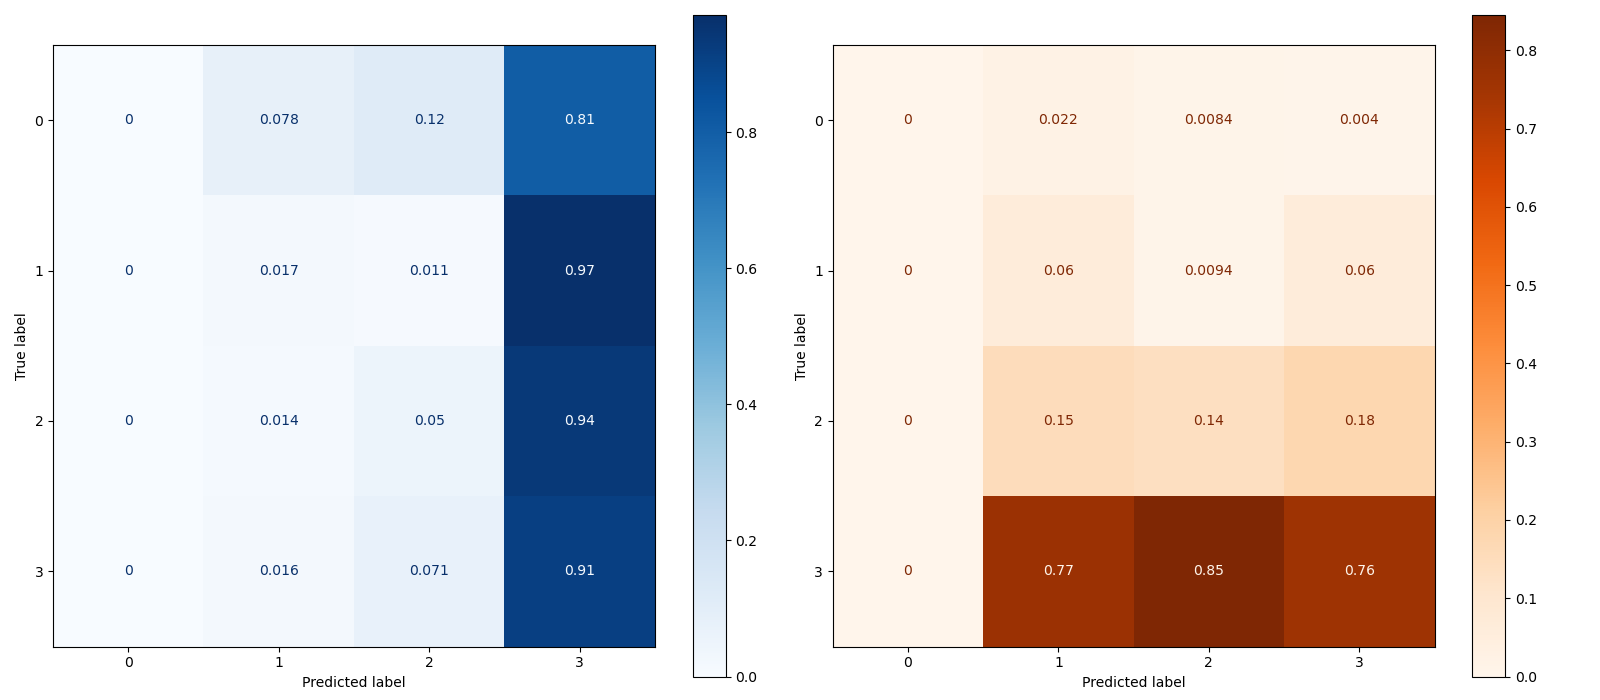 0 0.078 0.12 0.81
0 0.017 0.011 0.97
0 0.014 0.05 0.94
0 0.016 0.071 0.91
0
1
2
3
True label
0 1 2 3
Predicted label
0.8
0.6
0.4
0.2
0.0
0 0.022 0.0084 0.004
0 0.06 0.0094 0.06
0 0.15 0.14 0.18
0 0.77 0.85 0.76
0
1
2
3
True label
0 1 2 3
Predicted label
0.8
0.7
0.6
0.5
0.4
0.3
0.2
0.1
0.0